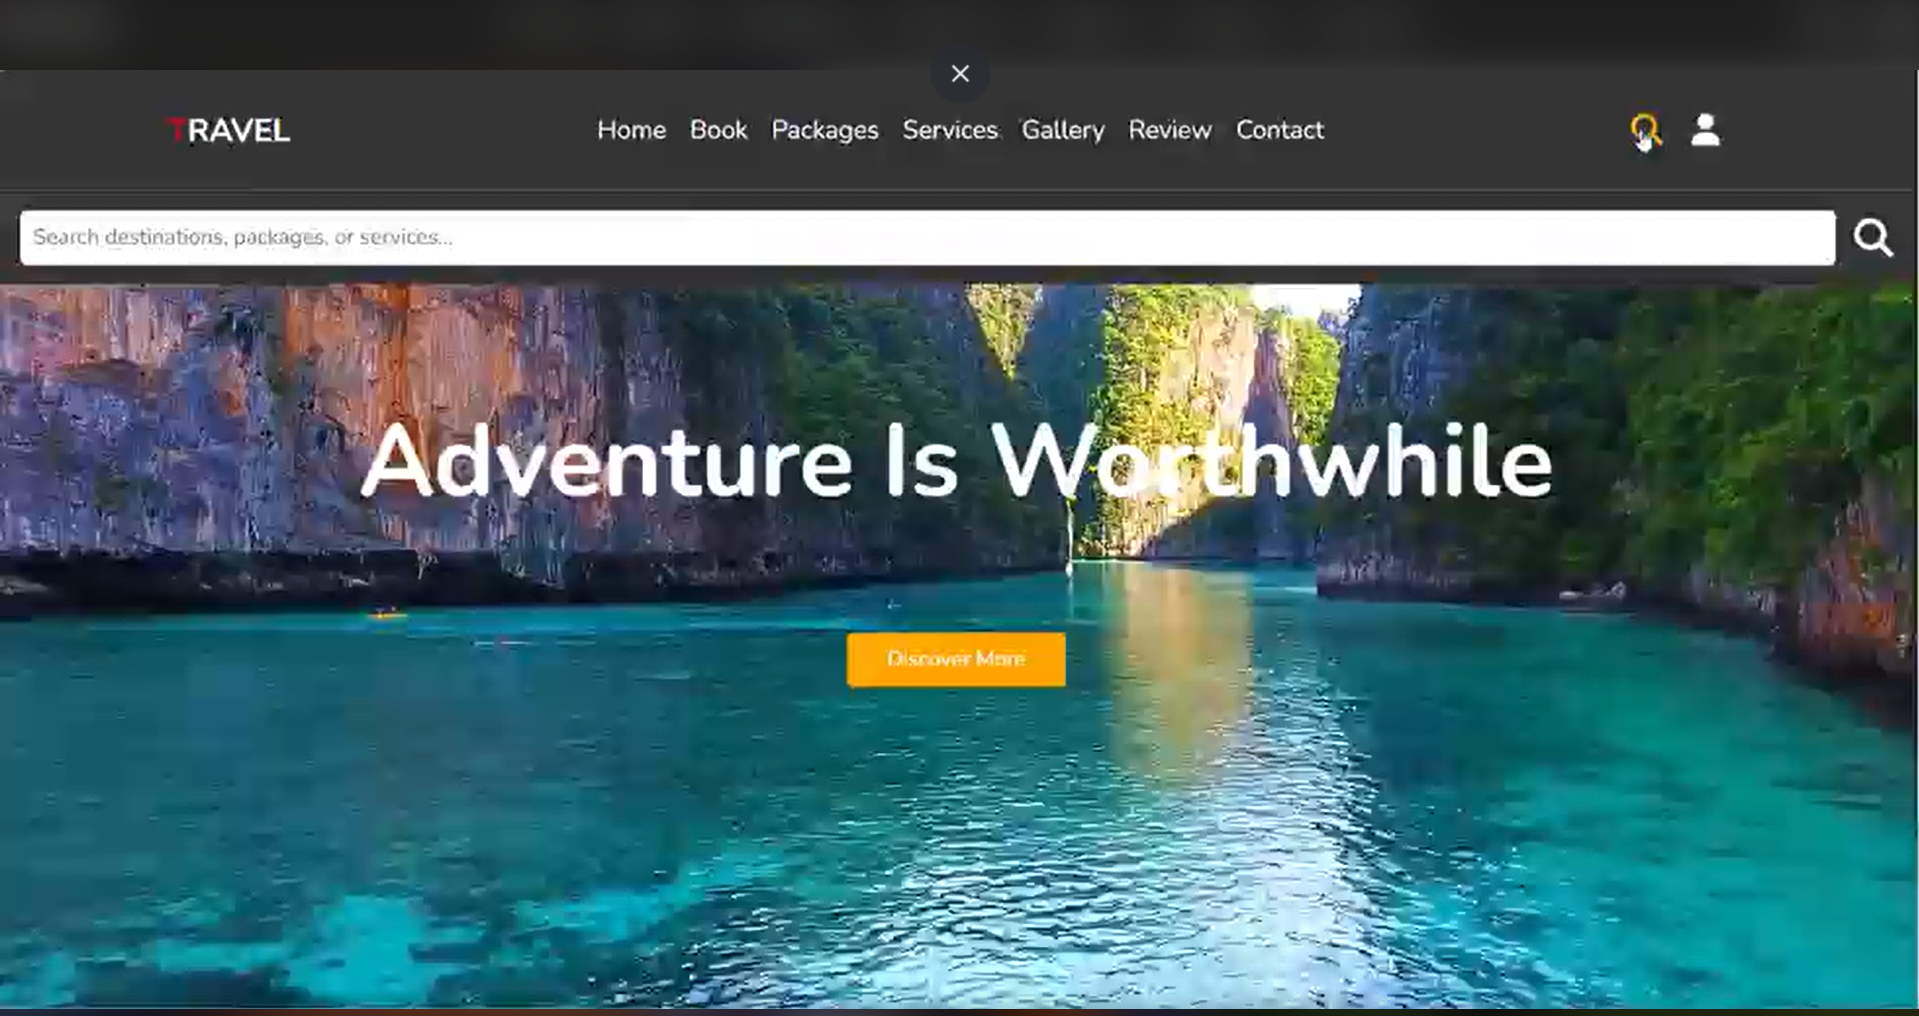 TRAVEL
Home Book Packages Services Gallery Review Contact
Search destinations, packages, or services...
Adventure Is Worthwhile
Discover More